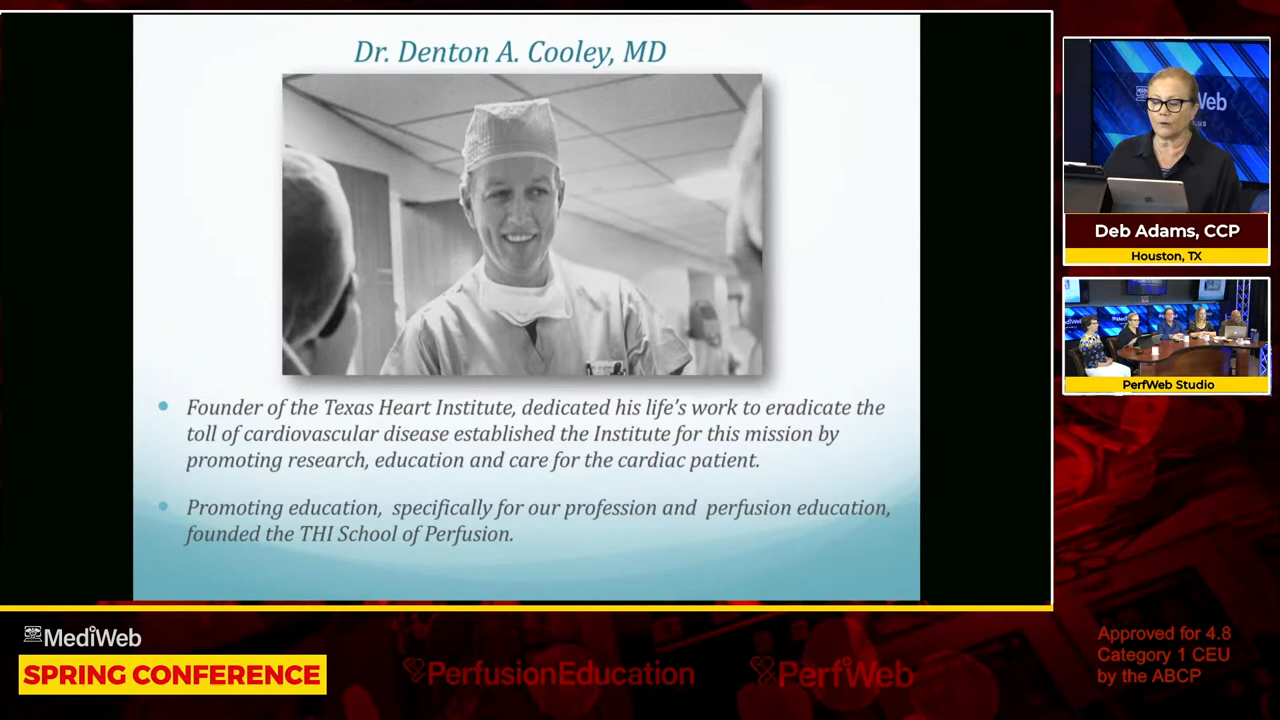 Dr. Denton A. Cooley, MD
Founder of the Texas Heart Institute, dedicated his life's work to eradicate the
toll of cardiovascular disease established the Institute for this mission by
promoting research, education and care for the cardiac patient.
Promoting education, specifically for our profession and perfusion education,
founded the THI School of Perfusion.
Web
Deb Adams, CCP
Houston, TX
PerfWeb Studio
MediWeb
SPRING CONFERENCE
PerfusionEducation
PerfWeb
Approved for 4.8
Category 1 CEU
by the ABCP